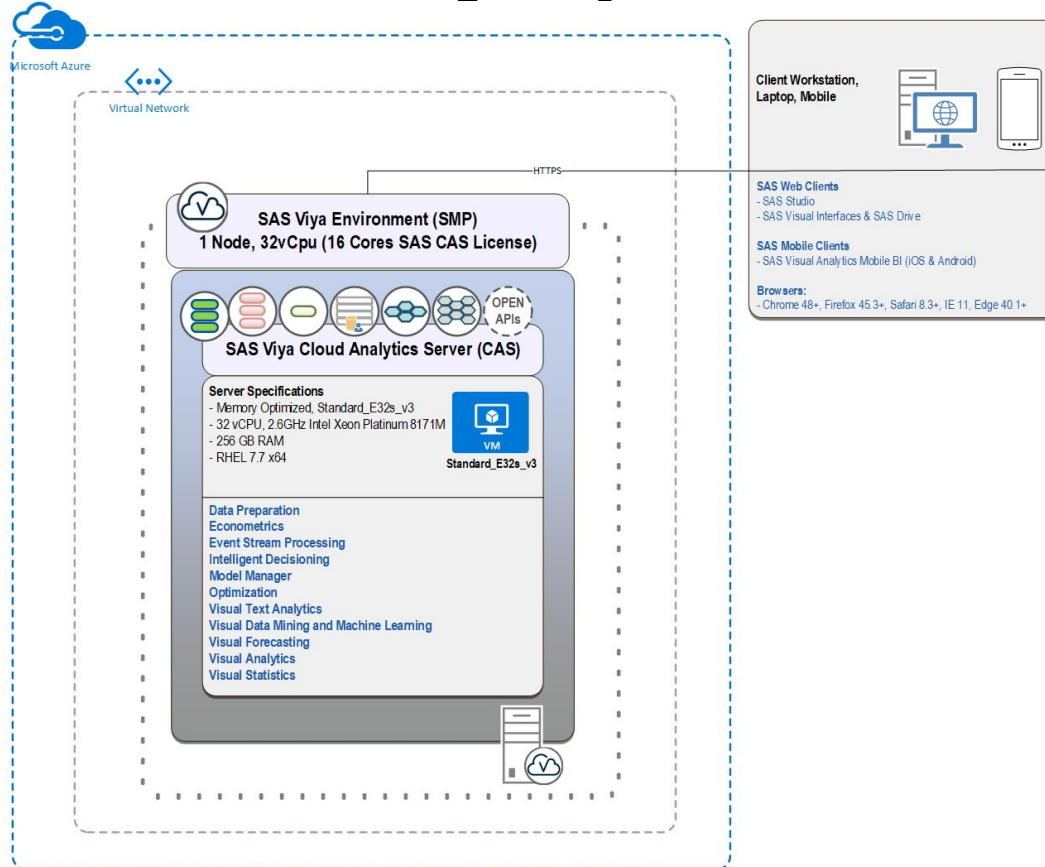 Microsoft Azure
Virtual Network
HTTPS
SAS Viya Environment (SMP)
1 Node, 32vCpu (16 Cores SAS CAS License)
OPEN
APIs
SAS Viya Cloud Analytics Server (CAS)
Server Specifications
- Memory Optimized, Standard_E32s_v3
- 32 vCPU, 2.6GHz Intel Xeon Platinum 8171M
- 256 GB RAM
- RHEL 7.7 x64
VM
Standard_E32s_v3
Data Preparation
Econometrics
Event Stream Processing
Intelligent Decisioning
Model Manager
Optimization
Visual Text Analytics
Visual Data Mining and Machine Learning
Visual Forecasting
Visual Analytics
Visual Statistics
Client Workstation,
Laptop, Mobile
SAS Web Clients
- SAS Studio
- SAS Visual Interfaces & SAS Drive
SAS Mobile Clients
- SAS Visual Analytics Mobile BI (iOS & Android)
Browsers:
- Chrome 48+, Firefox 45.3+, Safari 8.3+, IE 11, Edge 40.1+